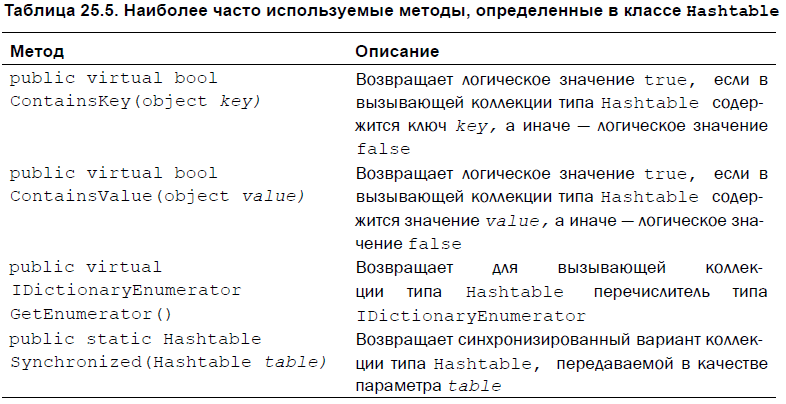 Таблица 25.5. Наиболее часто используемые методы, определенные в классе Hashtable
Метод
Описание
public virtual bool
ContainsKey(object key)
Возвращает логическое значение true, если в
вызывающей коллекции типа Hashtable содер-
жится ключ key, а иначе — логическое значение
false
public virtual bool
ContainsValue(object value)
Возвращает логическое значение true, если в
вызывающей коллекции типа Hashtable содер-
жится значение value, а иначе — логическое зна-
чение false
public virtual
IDictionaryEnumerator
GetEnumerator()
Возвращает для вызывающей коллек-
ции типа Hashtable перечислитель типа
IDictionaryEnumerator
public static Hashtable
Synchronized(Hashtable table)
Возвращает синхронизированный вариант коллек-
ции типа Hashtable, передаваемой в качестве
параметра table